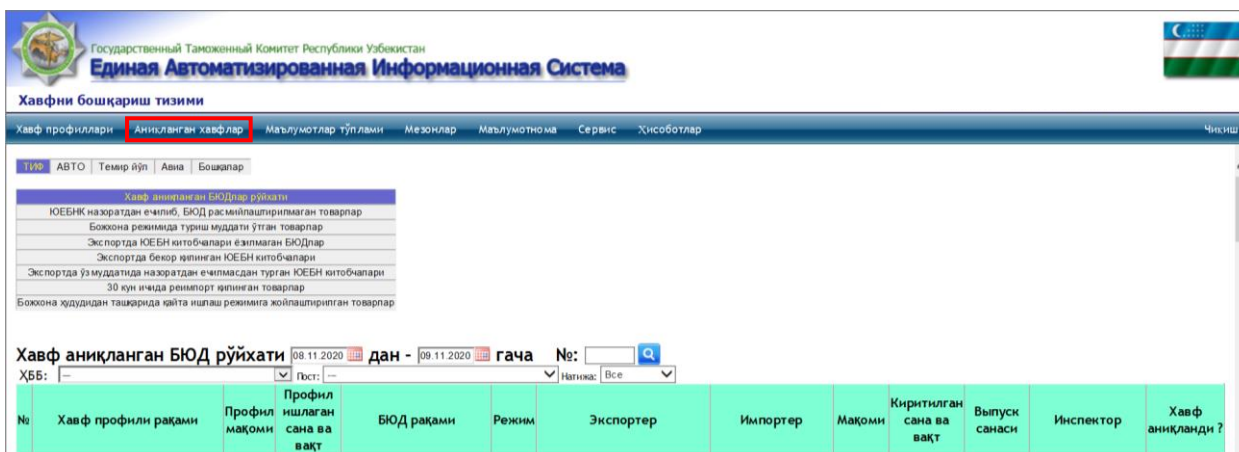 Государственный Таможенный Комитет Республики Узбекистан
Единая Автоматизированная Информационная Система
Хавфни бошқариш тизими
Хавф профиллари Аниқланган хавфлар Маълумотлар тўплами Мезонлар Маълумотнома Сервис Ҳисоботлар Чиқиш
ТИФ АВТО Темир йўл Авиа Бошқалар
Хавф аниқланган БЮДлар рўйхати
ЮЕБНК назоратдан ечилиб, БЮД расмийлаштирилмаган товарлар
Божхона режимида туриш муддати ўтган товарлар
Экспортда ЮЕБН китобчалари ёзилмаган БЮДлар
Экспортда бекор қилинган ЮЕБН китобчалари
Экспортда ўз муддатида назоратдан ечилмасдан турган ЮЕБН китобчалари
30 кун ичида реимпорт қилинган товарлар
Божхона ҳудудидан ташқарида қайта ишлаш режимига жойлаштирилган товарлар
Хавф аниқланган БЮД рўйхати 08.11.2020 дан - 09.11.2020 гача №:
ҲББ: -- Пост: -- Натижа: Все
№ Хавф профили рақами Профил мақоми Профил ишлаган сана ва вақт БЮД рақами Режим Экспортер Импортер Мақоми Киритилган сана ва вақт Выпуск санаси Инспектор Хавф аниқланди ?